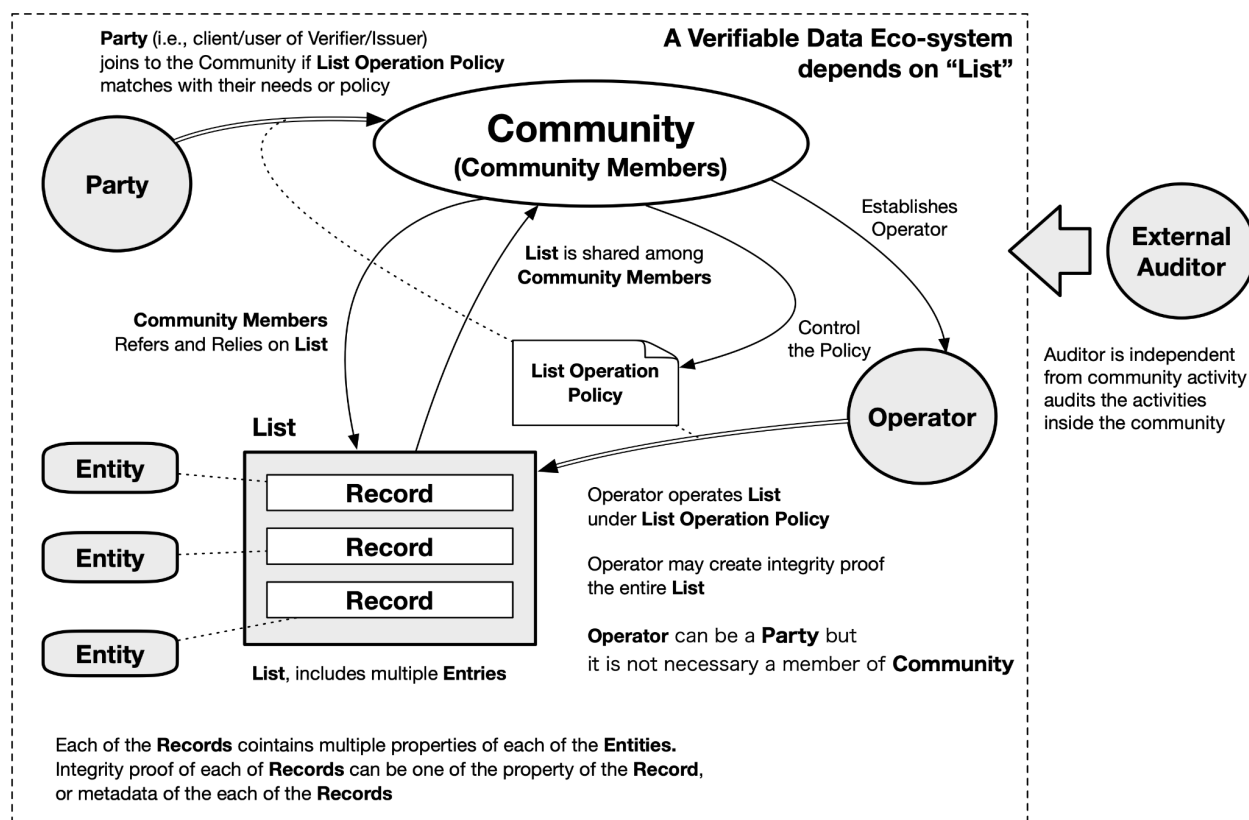 Party (i.e., client/user of Verifier/Issuer)
joins to the Community if List Operation Policy
matches with their needs or policy
A Verifiable Data Eco-system
depends on “List”
Community
(Community Members)
Party
Establishes
Operator
External
Auditor
List is shared among
Community Members
Community Members
Refers and Relies on List
Control
the Policy
List Operation
Policy
Auditor is independent
from community activity
audits the activities
inside the community
Operator
List
Entity
Record
Entity
Record
Entity
Record
Operator operates List
under List Operation Policy
Operator may create integrity proof
the entire List
Operator can be a Party but
it is not necessary a member of Community
List, includes multiple Entries
Each of the Records cointains multiple properties of each of the Entities.
Integrity proof of each of Records can be one of the property of the Record,
or metadata of the each of the Records